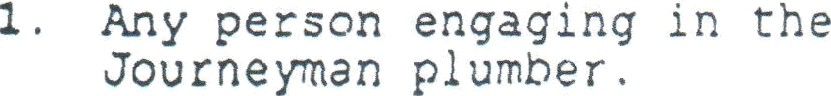 1. Any person engaging in the
Journeyman plumber.